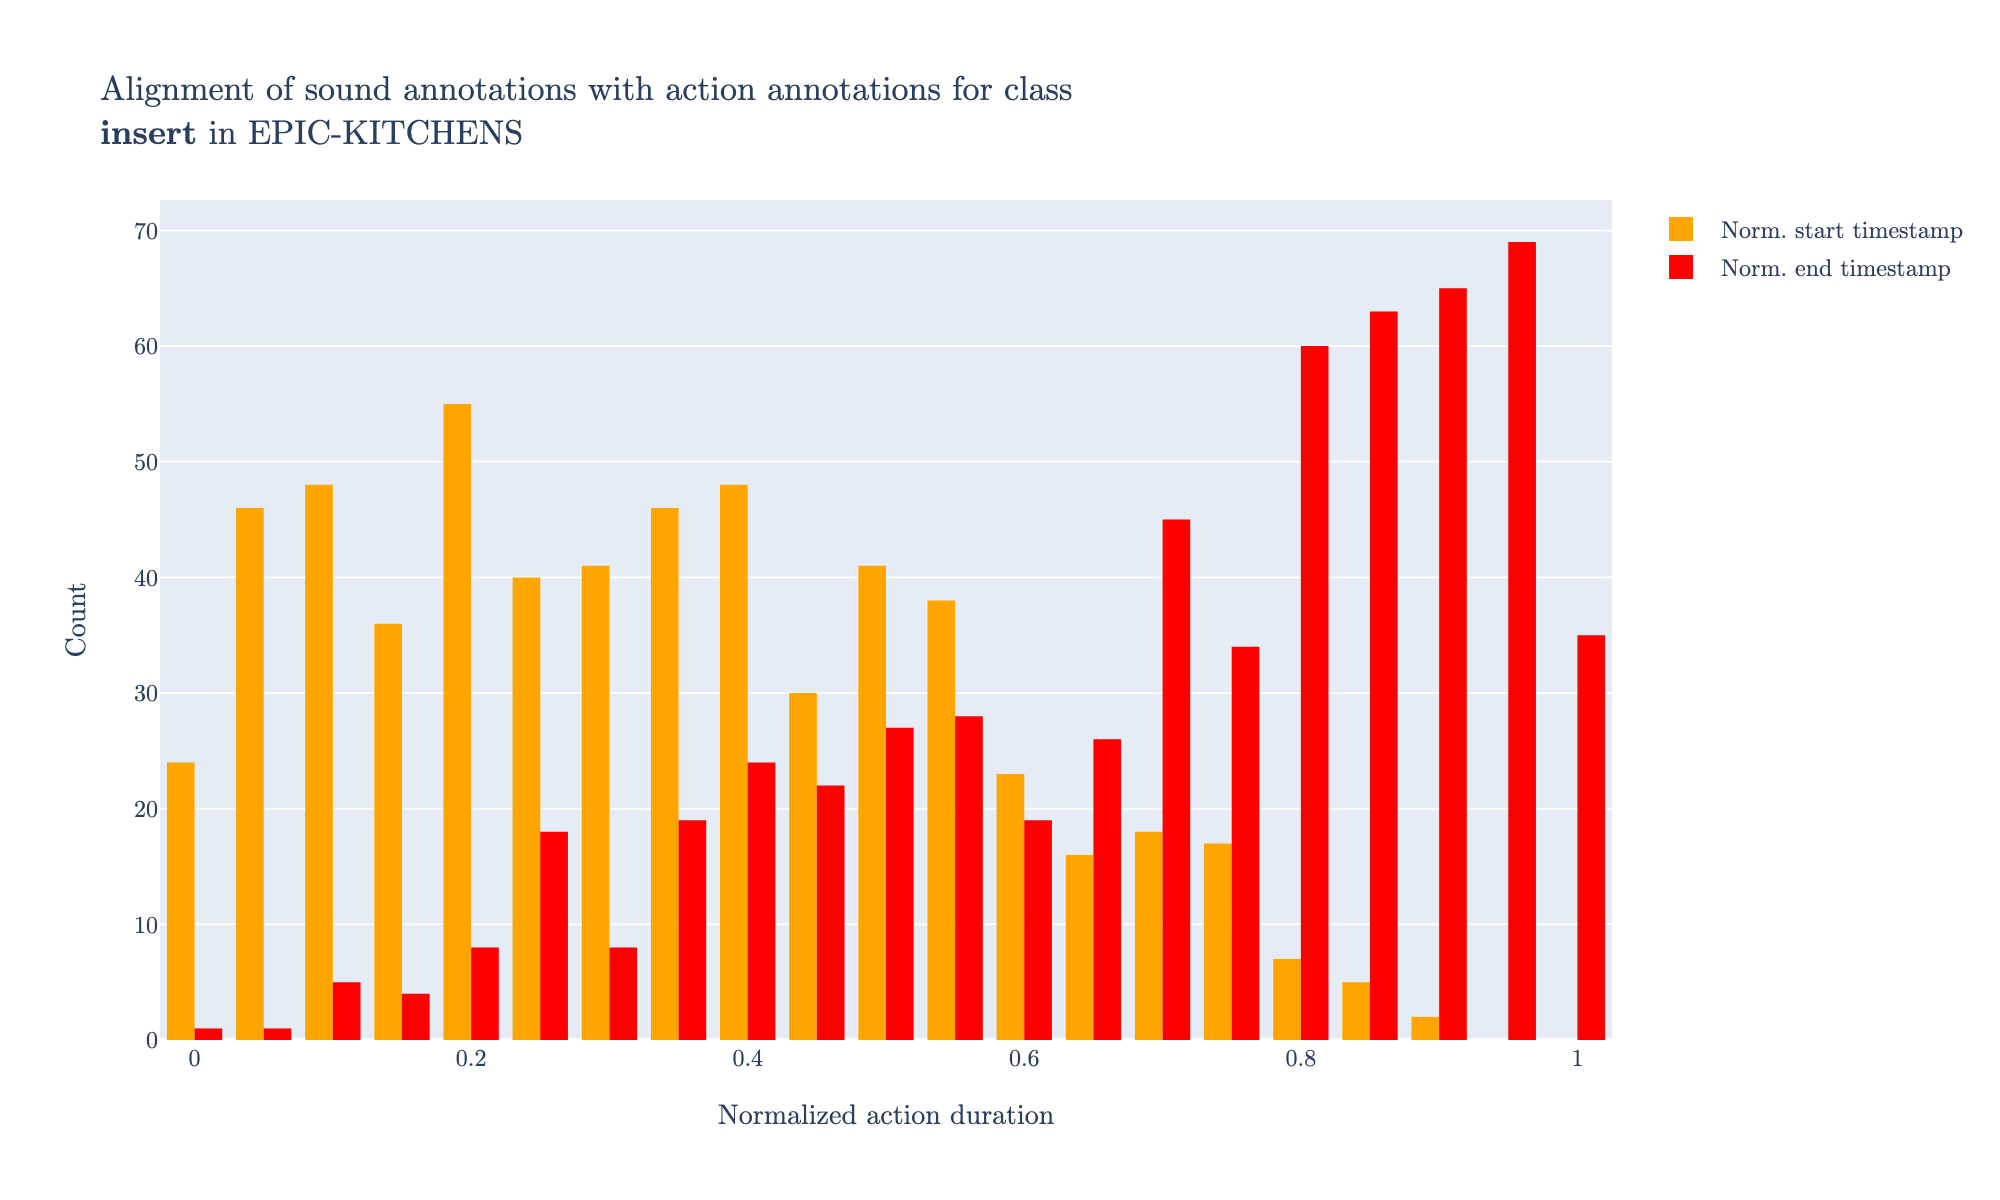 Alignment of sound annotations with action annotations for class
insert in EPIC-KITCHENS
Norm. start timestamp
Norm. end timestamp
70
60
50
40
30
20
10
0
Count
0 0.2 0.4 0.6 0.8 1
Normalized action duration